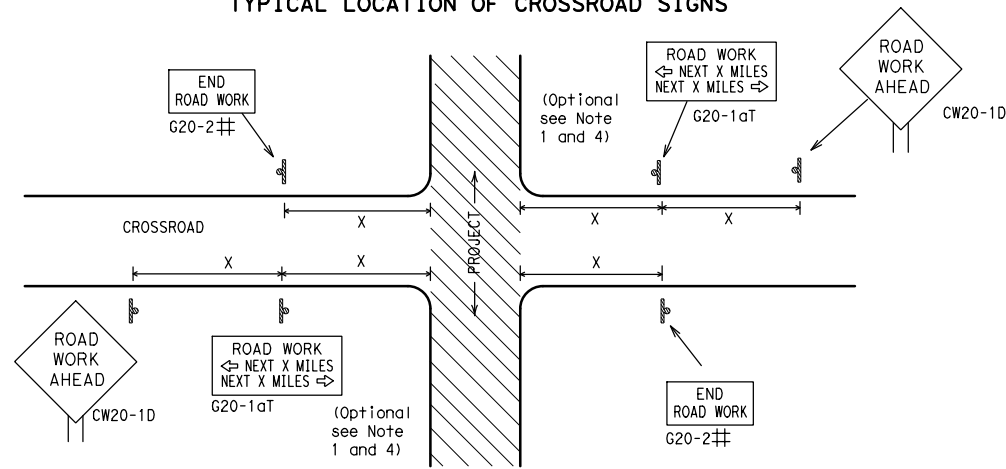 TYPICAL LOCATION OF CROSSROAD SIGNS
END
ROAD WORK
G20-2#
(Optional
see Note
1 and 4)
ROAD WORK
⇦ NEXT X MILES
NEXT X MILES ⇨
G20-1aT
ROAD
WORK
AHEAD
CW20-1D
X
X
X
CROSSROAD
PROJECT
X
X
X
ROAD
WORK
AHEAD
CW20-1D
ROAD WORK
⇦ NEXT X MILES
NEXT X MILES ⇨
G20-1aT
(Optional
see Note
1 and 4)
END
ROAD WORK
G20-2#